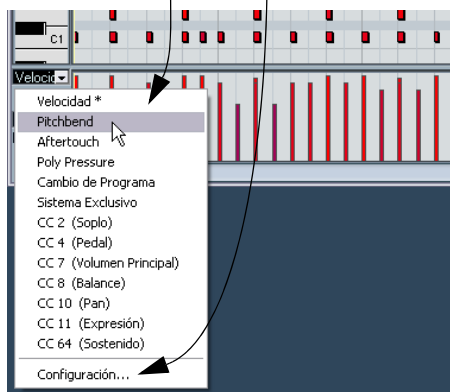 C1
Velocic
Velocidad *
Pitchbend
Aftertouch
Poly Pressure
Cambio de Programa
Sistema Exclusivo
CC 2 (Soplo)
CC 4 (Pedal)
CC 7 (Volumen Principal)
CC 8 (Balance)
CC 10 (Pan)
CC 11 (Expresión)
CC 64 (Sostenido)
Configuración...